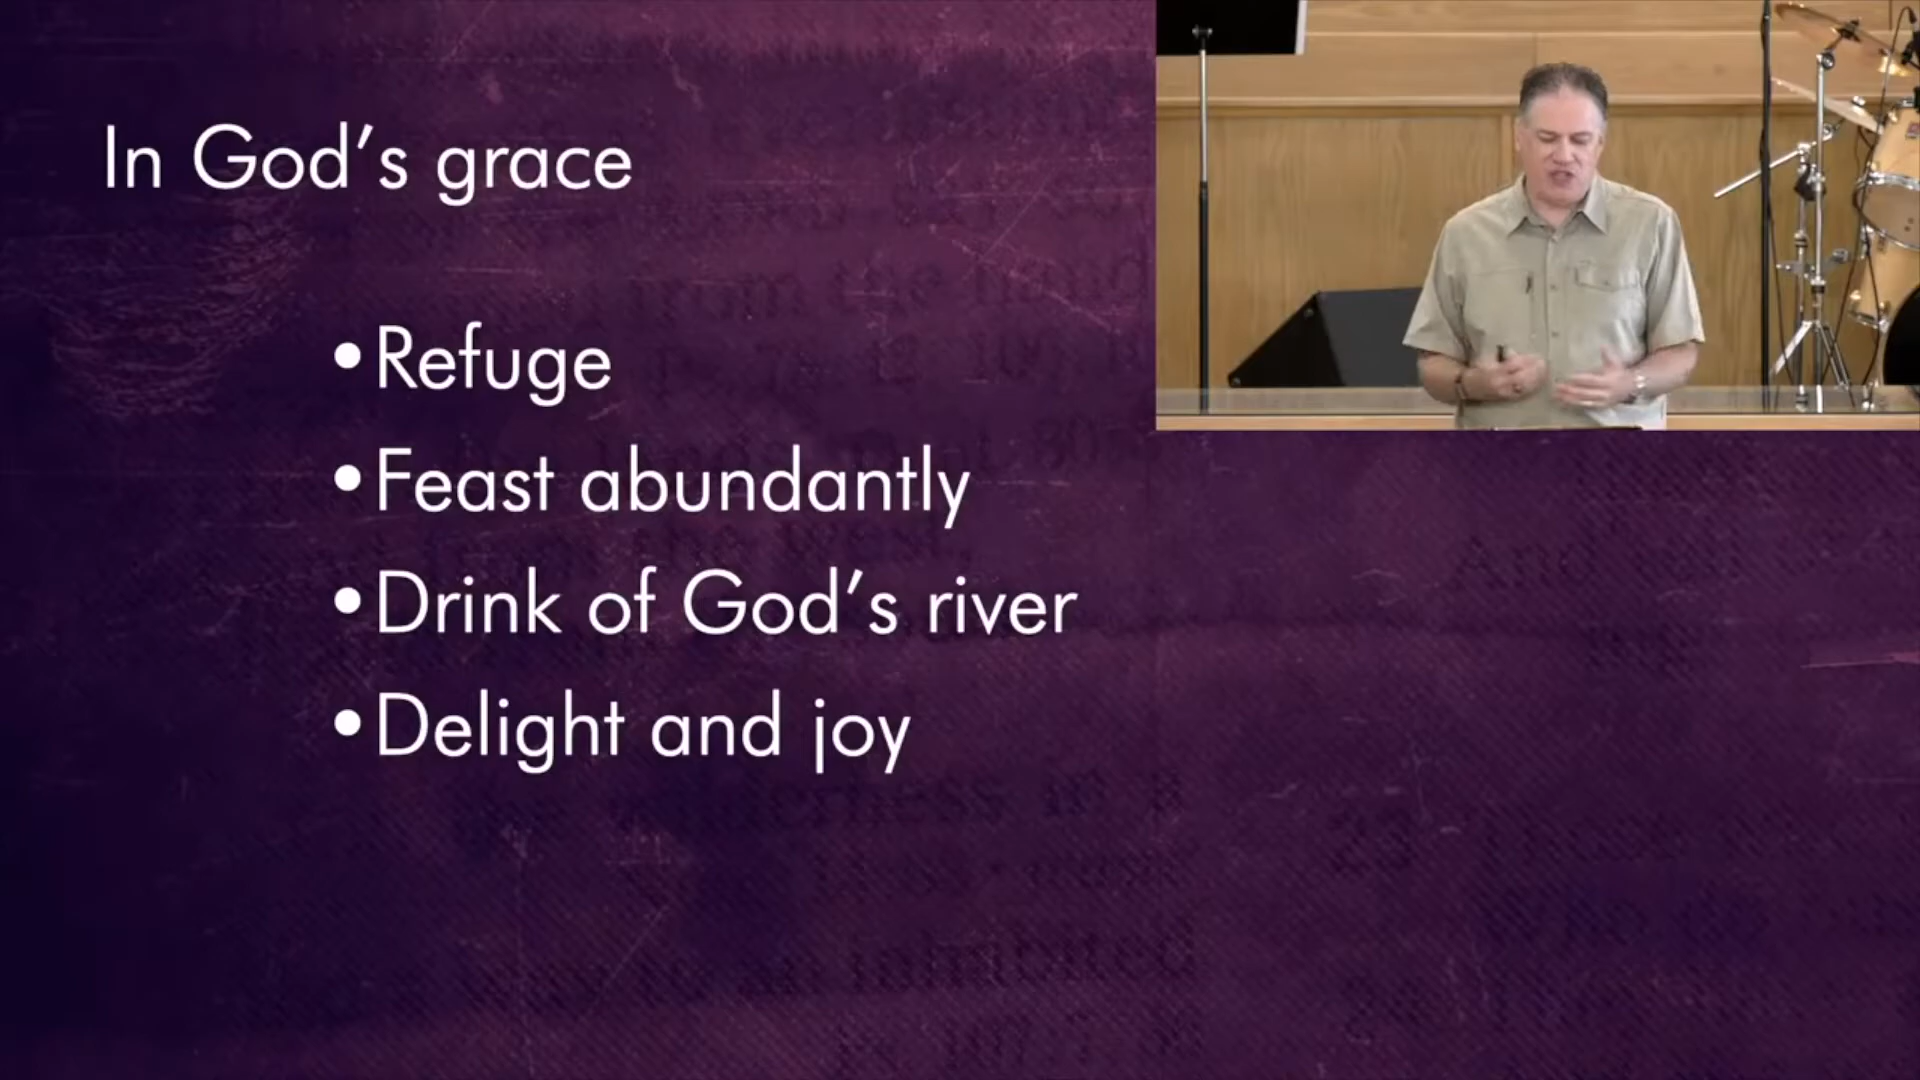 In God’s grace
•Refuge
•Feast abundantly
•Drink of God’s river
•Delight and joy